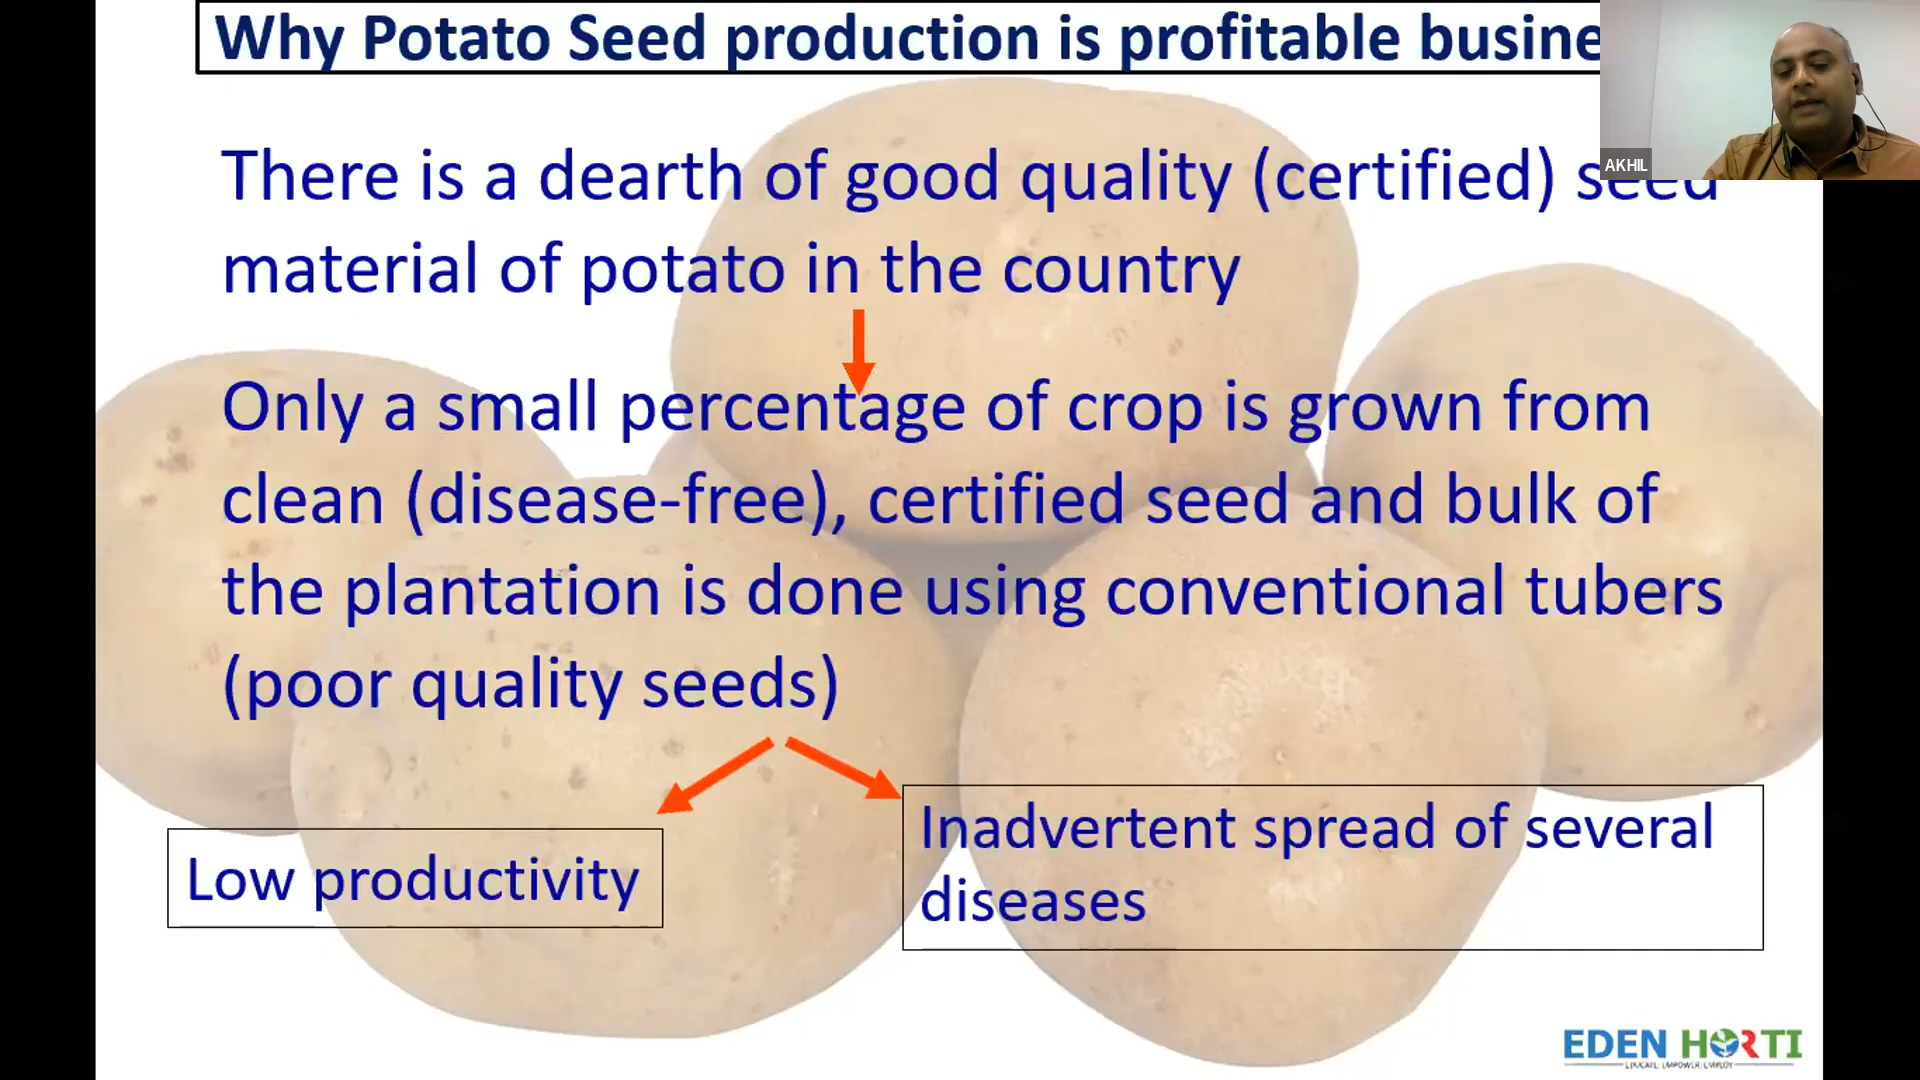 Why Potato Seed production is profitable busine
AKHIL
There is a dearth of good quality (certified) seed
material of potato in the country
Only a small percentage of crop is grown from
clean (disease-free), certified seed and bulk of
the plantation is done using conventional tubers
(poor quality seeds)
Low productivity
Inadvertent spread of several
diseases
EDEN HORTI
EDUCATE EMPOWER EMPLOY